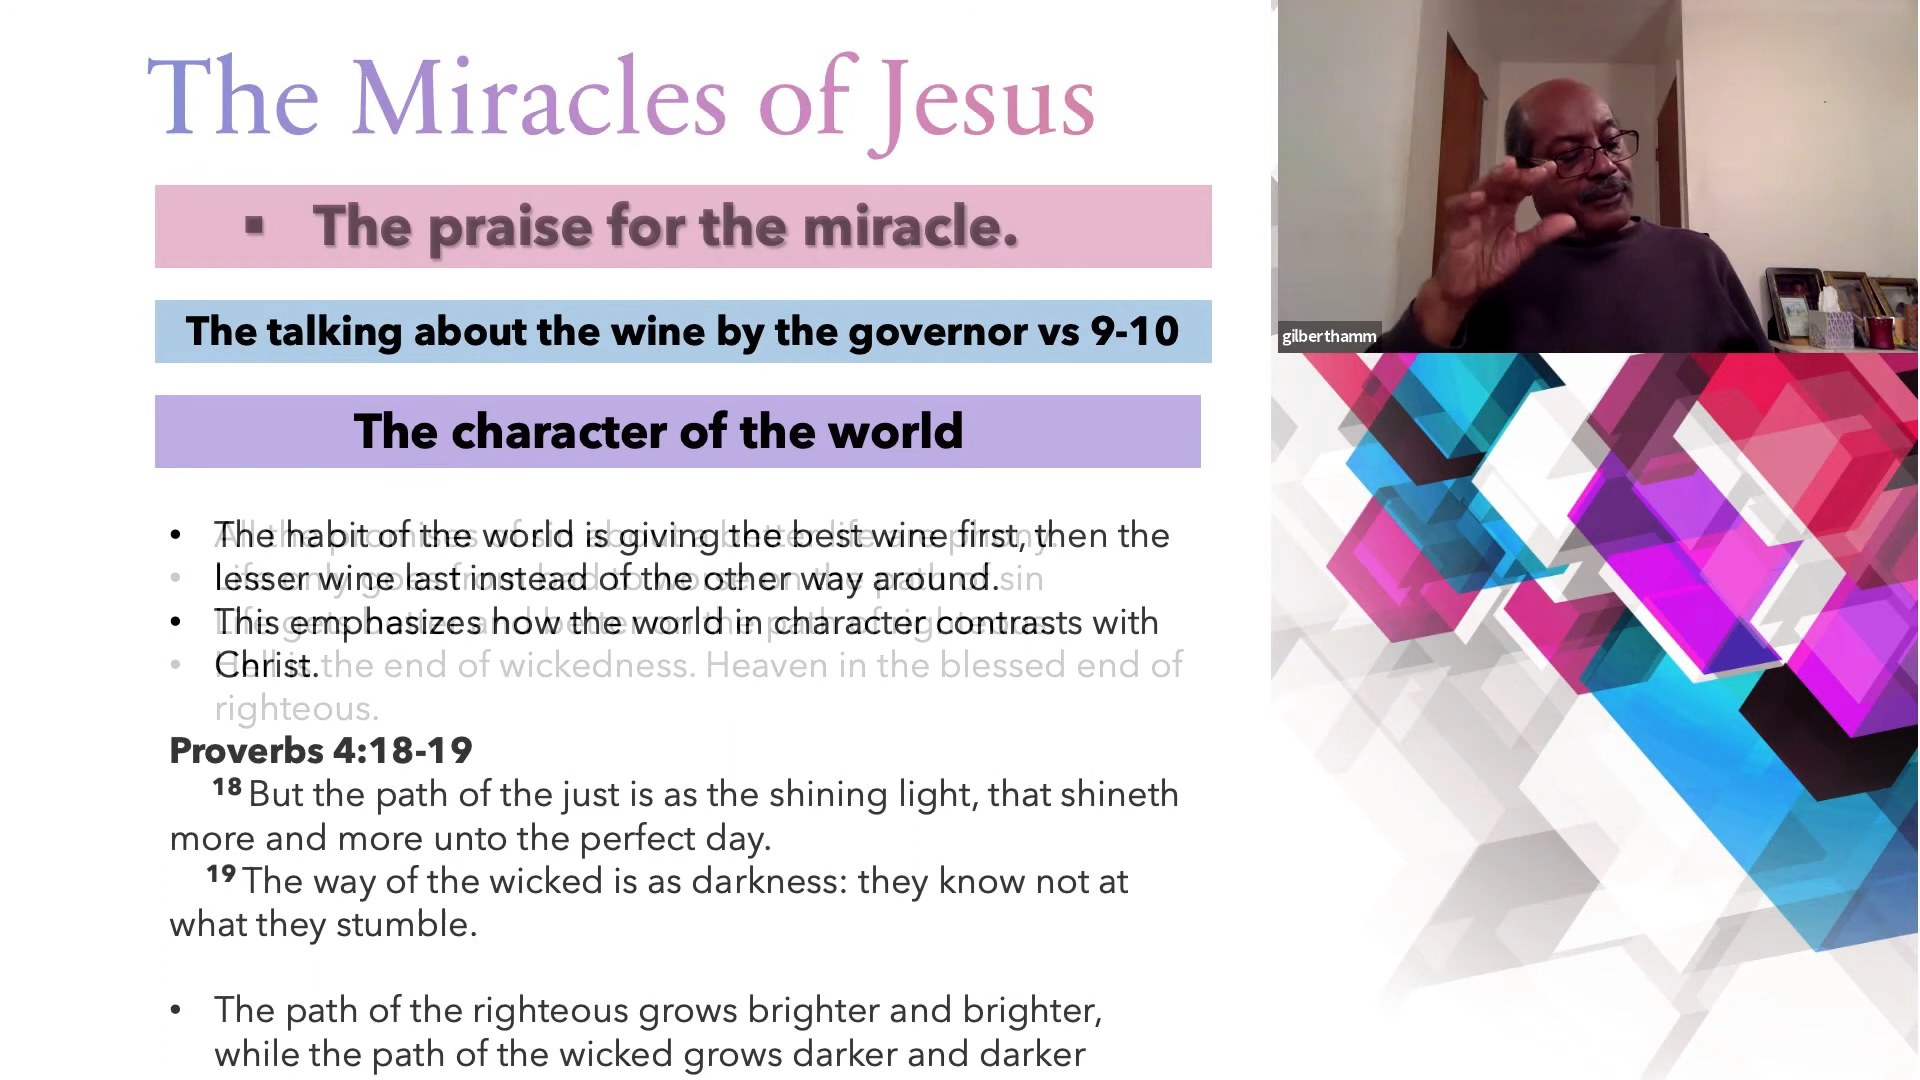 The Miracles of Jesus
▪ The praise for the miracle.
The talking about the wine by the governor vs 9-10
The character of the world
• The habit of the world is giving the best wine first, then the
lesser wine last instead of the other way around.
• This emphasizes how the world in character contrasts with
Christ.
• the end of wickedness. Heaven in the blessed end of
righteous.
Proverbs 4:18-19
18 But the path of the just is as the shining light, that shineth
more and more unto the perfect day.
19 The way of the wicked is as darkness: they know not at
what they stumble.
• The path of the righteous grows brighter and brighter,
while the path of the wicked grows darker and darker
gilberthamm